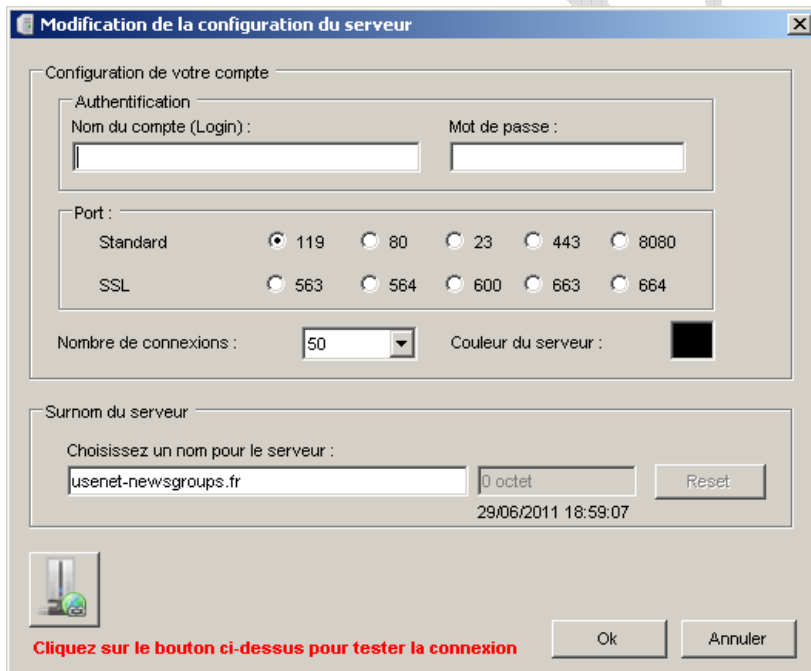 Modification de la configuration du serveur
Configuration de votre compte
Authentification
Nom du compte (Login) : Mot de passe :
Port :
Standard 119 80 23 443 8080
SSL 563 564 600 663 664
Nombre de connexions : 50 Couleur du serveur :
Surnom du serveur
Choisissez un nom pour le serveur :
usenet-newsgroups.fr 0 octet Reset
29/06/2011 18:59:07
Cliquez sur le bouton ci-dessus pour tester la connexion
Ok Annuler